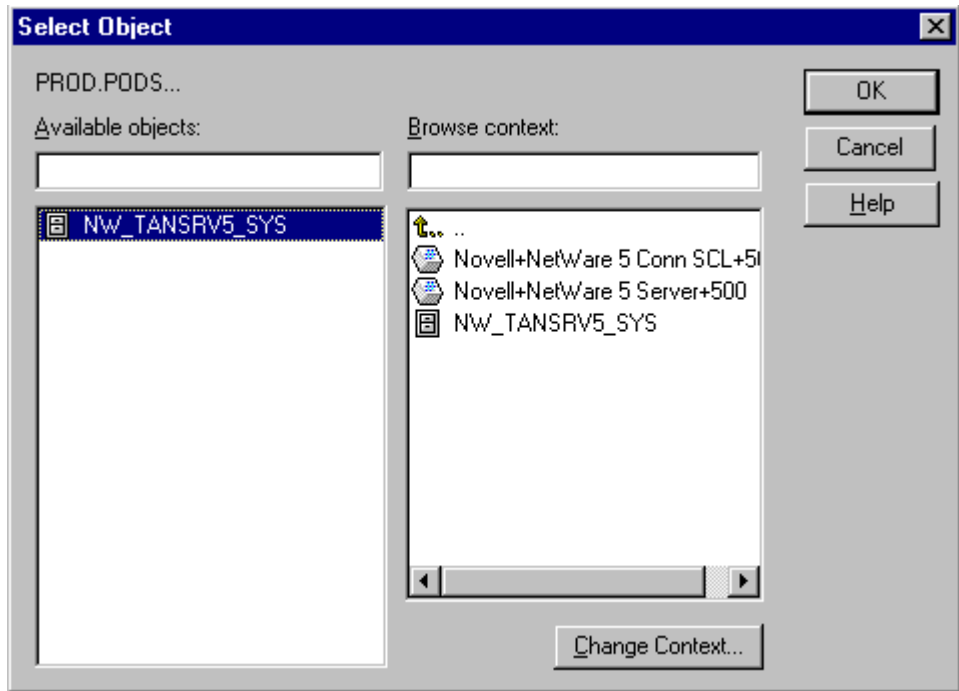 Select Object
PROD.PODS...
Available objects:
NW_TANSRV5_SYS
Browse context:
..
Novell+NetWare 5 Conn SCL+50
Novell+NetWare 5 Server+500
NW_TANSRV5_SYS
Change Context...
OK
Cancel
Help